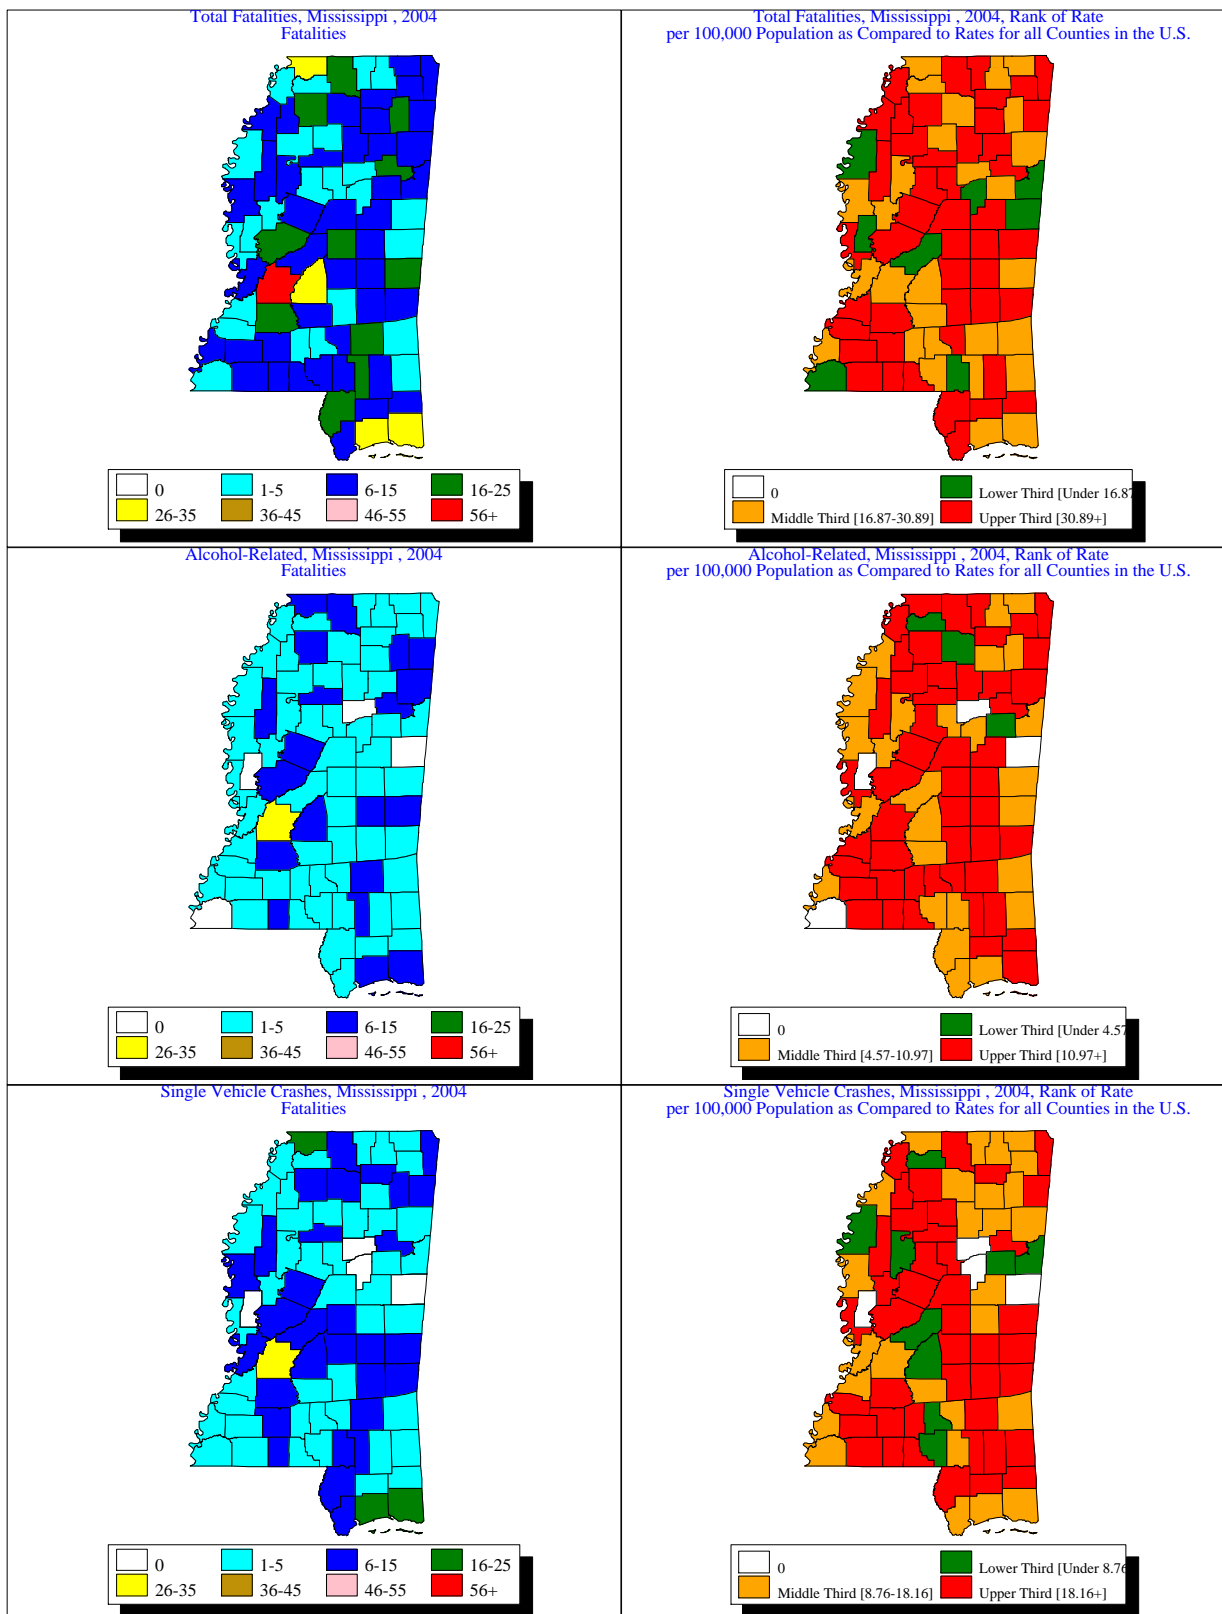 Total Fatalities, Mississippi , 2004
Fatalities
0
1-5
6-15
16-25
26-35
36-45
46-55
56+
Total Fatalities, Mississippi , 2004, Rank of Rate
per 100,000 Population as Compared to Rates for all Counties in the U.S.
0
Lower Third [Under 16.87
Middle Third [16.87-30.89]
Upper Third [30.89+]
Alcohol-Related, Mississippi , 2004
Fatalities
0
1-5
6-15
16-25
26-35
36-45
46-55
56+
Alcohol-Related, Mississippi , 2004, Rank of Rate
per 100,000 Population as Compared to Rates for all Counties in the U.S.
0
Lower Third [Under 4.57
Middle Third [4.57-10.97]
Upper Third [10.97+]
Single Vehicle Crashes, Mississippi , 2004
Fatalities
0
1-5
6-15
16-25
26-35
36-45
46-55
56+
Single Vehicle Crashes, Mississippi , 2004, Rank of Rate
per 100,000 Population as Compared to Rates for all Counties in the U.S.
0
Lower Third [Under 8.76
Middle Third [8.76-18.16]
Upper Third [18.16+]